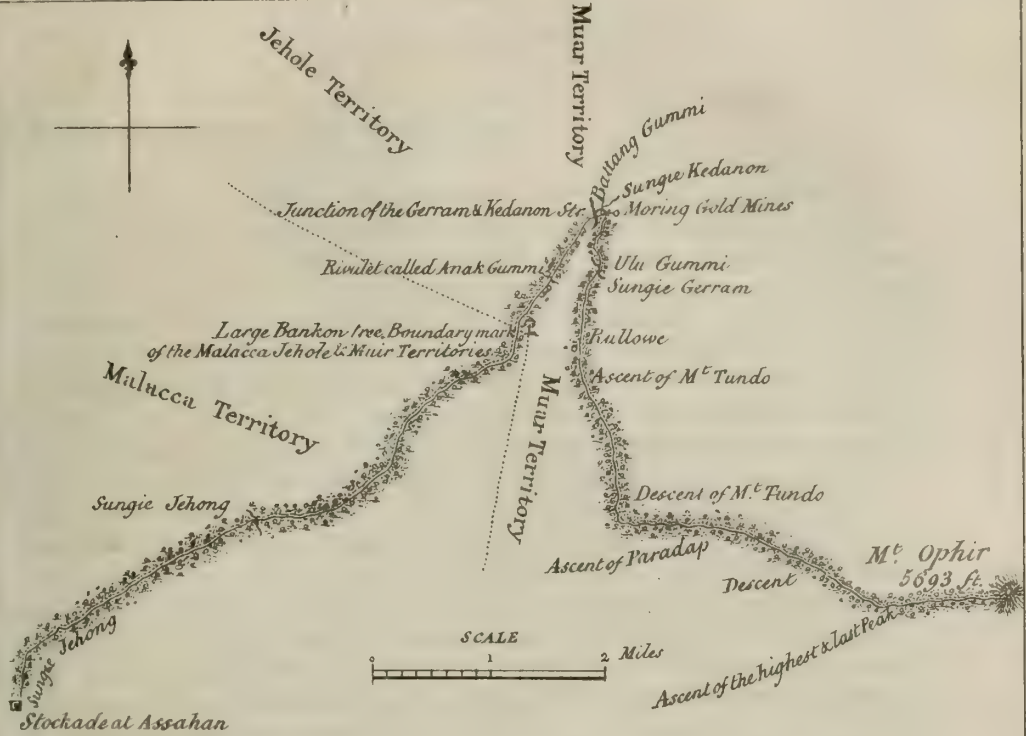 Jehole Territory
Muar Territory
Battang Gummi
Sungie Kedanon
Junction of the Gerram & Kedanon Str.
Moring Gold Mines
Rivulet called Anak Gummi
Ulu Gummi
Sungie Gerram
Large Bankon tree, Boundary mark
of the Malacca Jehole & Muir Territories
Rullowe
Ascent of Mt Tundo
Malacca Territory
Muar Territory
Sungie Jehong
Descent of Mt. Tundo
Ascent of Paradap
Descent
Mt Ophir
5693 ft.
Sungie Jehong
Ascent of the highest & last Peak
SCALE
0 1 2 Miles
Stockade at Assahan